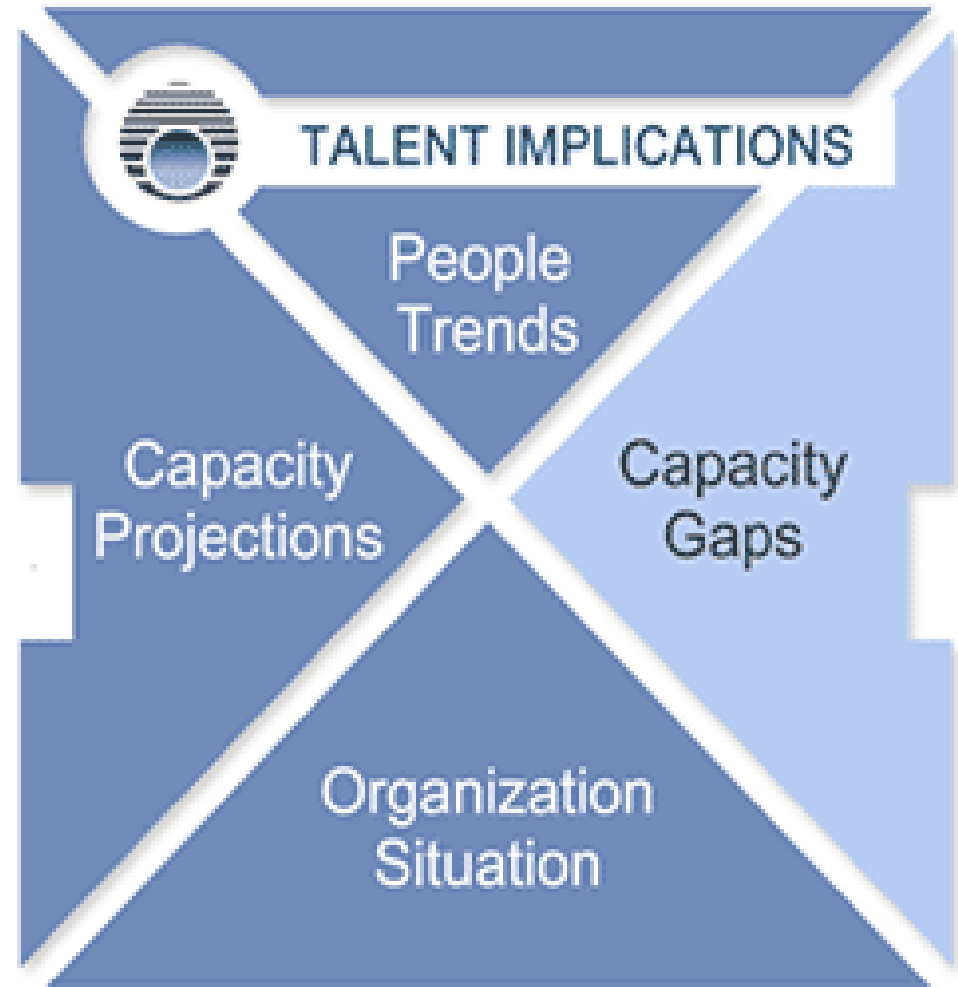 TALENT IMPLICATIONS
People
Trends
Capacity
Projections
Capacity
Gaps
Organization
Situation